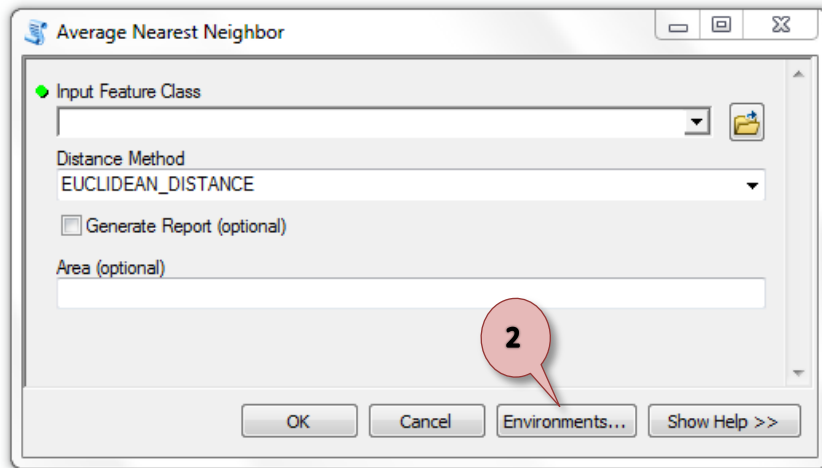 Average Nearest Neighbor
Input Feature Class
Distance Method
EUCLIDEAN_DISTANCE
Generate Report (optional)
Area (optional)
2
OK Cancel Environments... Show Help >>